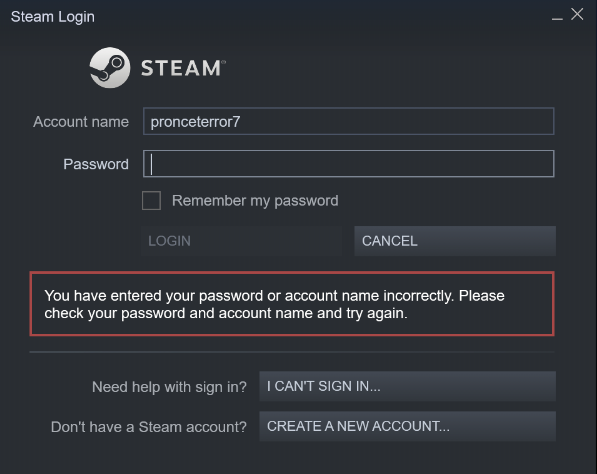 Steam Login
STEAM™
Account name
pronceterror7
Password
Remember my password
LOGIN
CANCEL
You have entered your password or account name incorrectly. Please
check your password and account name and try again.
Need help with sign in?
I CAN'T SIGN IN...
Don't have a Steam account?
CREATE A NEW ACCOUNT...